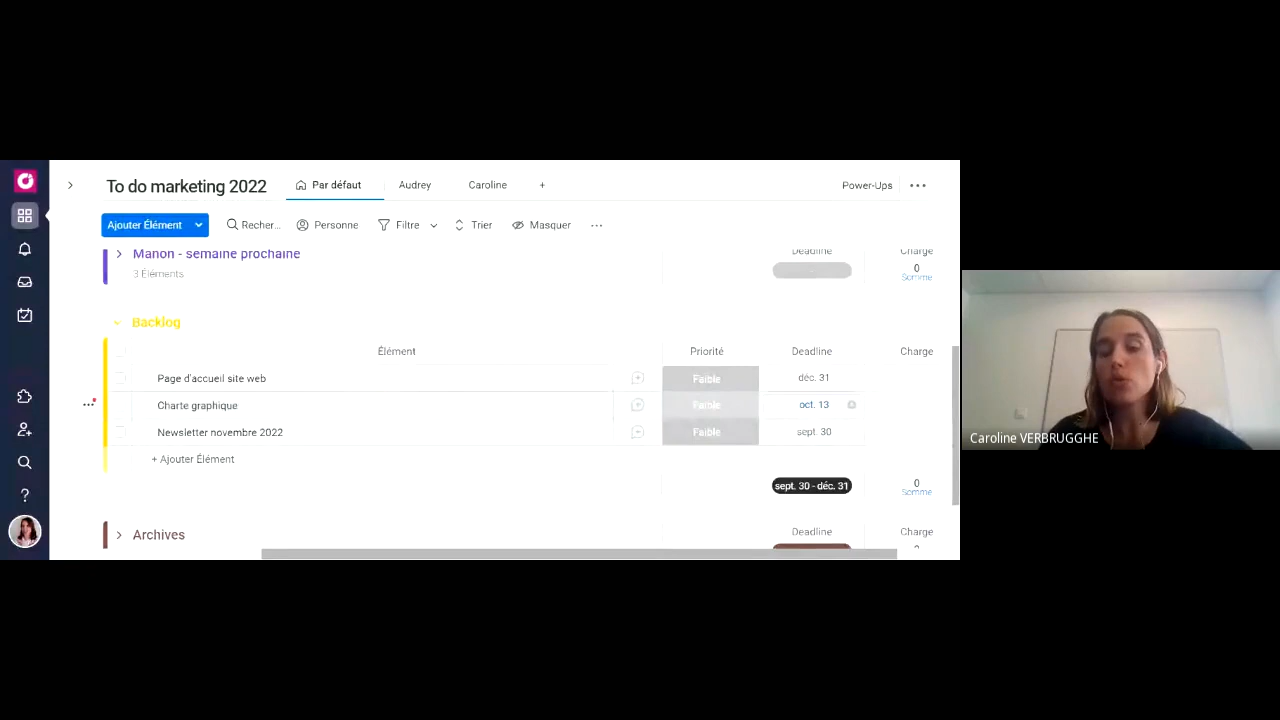 To do marketing 2022 Par défaut Audrey Caroline + Power-Ups
Ajouter Élément Recher... Personne Filtre Trier Masquer
Manon - semaine prochaine Deadline Charge
3 Éléments 0
Somme
Backlog
Élément Priorité Deadline Charge
Page d'accueil site web Faible déc. 31
Charte graphique Faible oct. 13
Newsletter novembre 2022 Faible sept. 30
+ Ajouter Élément
sept. 30 - déc. 31 0
Somme
Archives Deadline Charge
Caroline VERBRUGGHE